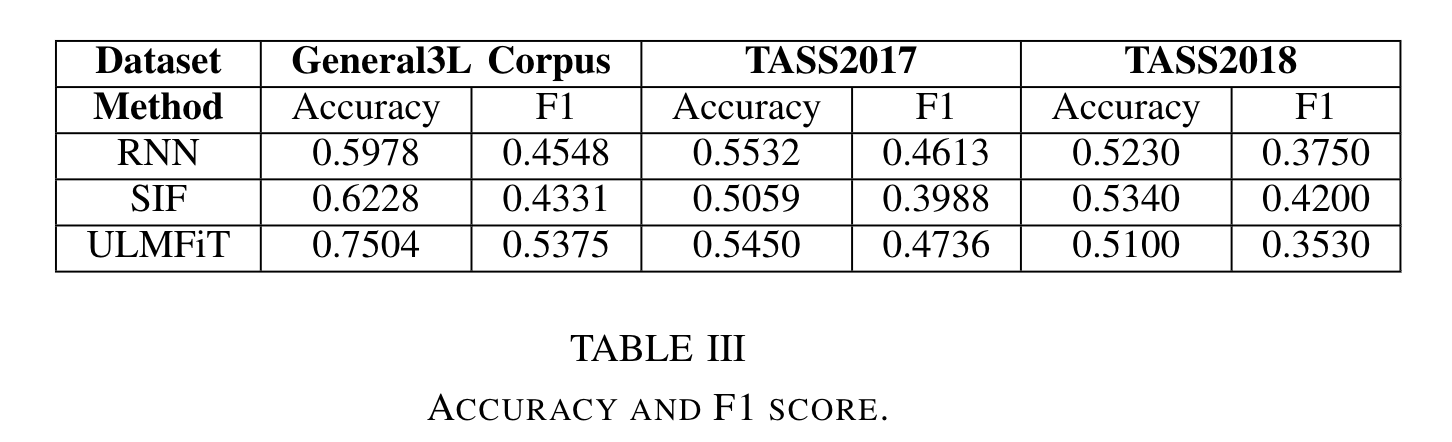 Dataset General3L Corpus TASS2017 TASS2018
Method Accuracy F1 Accuracy F1 Accuracy F1
RNN 0.5978 0.4548 0.5532 0.4613 0.5230 0.3750
SIF 0.6228 0.4331 0.5059 0.3988 0.5340 0.4200
ULMFiT 0.7504 0.5375 0.5450 0.4736 0.5100 0.3530
TABLE III
ACCURACY AND F1 SCORE.